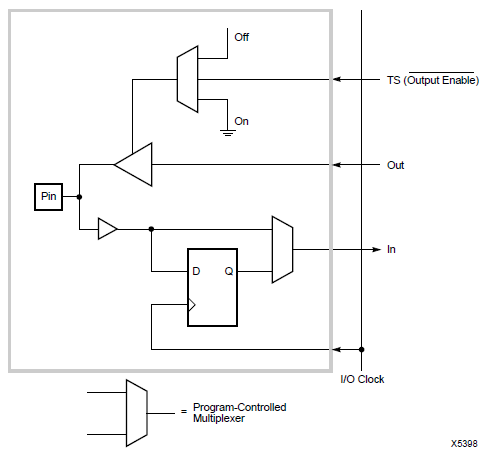 Off
TS (Output Enable)
On
Out
Pin
In
D Q
I/O Clock
= Program-Controlled
Multiplexer
X5398